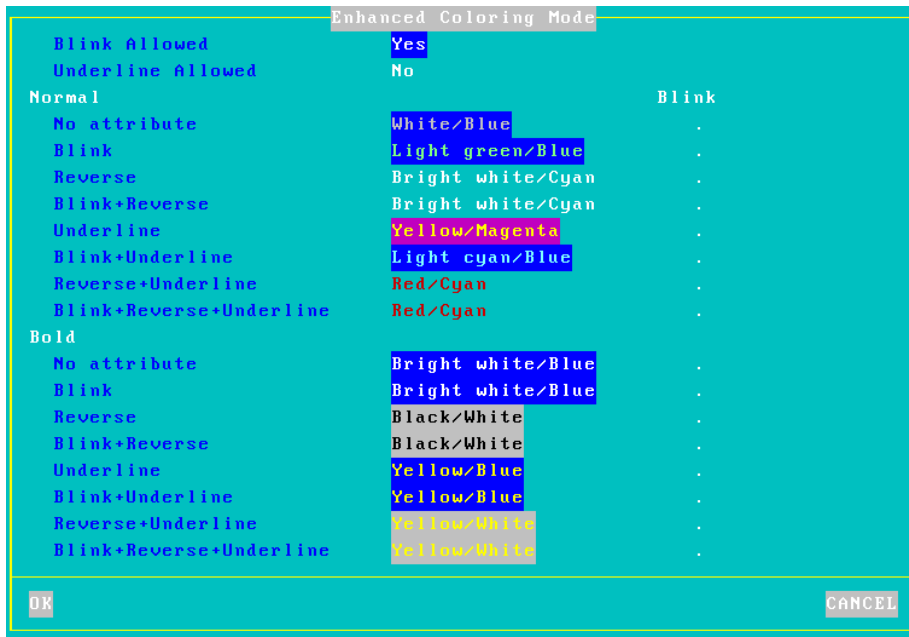 Enhanced Coloring Mode
Blink Allowed Yes
Underline Allowed No
Normal Blink
No attribute White/Blue .
Blink Light green/Blue .
Reverse Bright white/Cyan .
Blink+Reverse Bright white/Cyan .
Underline Yellow/Magenta .
Blink+Underline Light cyan/Blue .
Reverse+Underline Red/Cyan .
Blink+Reverse+Underline Red/Cyan .
Bold
No attribute Bright white/Blue .
Blink Bright white/Blue .
Reverse Black/White .
Blink+Reverse Black/White .
Underline Yellow/Blue .
Blink+Underline Yellow/Blue .
Reverse+Underline Yellow/White .
Blink+Reverse+Underline Yellow/White .
OK CANCEL